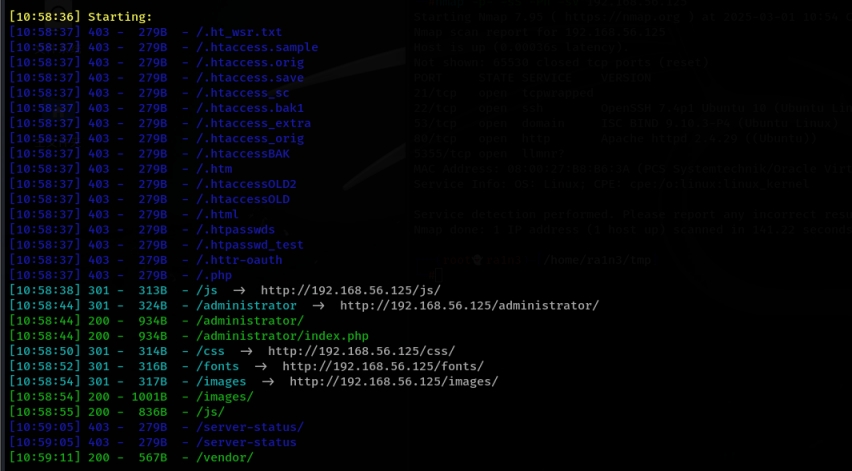 [10:58:36] Starting:
[10:58:37] 403 -  279B  - /.ht_wsr.txt
[10:58:37] 403 -  279B  - /.htaccess.sample
[10:58:37] 403 -  279B  - /.htaccess.orig
[10:58:37] 403 -  279B  - /.htaccess.save
[10:58:37] 403 -  279B  - /.htaccess_sc
[10:58:37] 403 -  279B  - /.htaccess.bak1
[10:58:37] 403 -  279B  - /.htaccess_extra
[10:58:37] 403 -  279B  - /.htaccess_orig
[10:58:37] 403 -  279B  - /.htaccessBAK
[10:58:37] 403 -  279B  - /.htm
[10:58:37] 403 -  279B  - /.htaccessOLD2
[10:58:37] 403 -  279B  - /.htaccessOLD
[10:58:37] 403 -  279B  - /.html
[10:58:37] 403 -  279B  - /.htpasswds
[10:58:37] 403 -  279B  - /.htpasswd_test
[10:58:37] 403 -  279B  - /.httr-oauth
[10:58:37] 403 -  279B  - /.php
[10:58:38] 301 -  313B  - /js  →  http://192.168.56.125/js/
[10:58:44] 301 -  324B  - /administrator  →  http://192.168.56.125/administrator/
[10:58:44] 200 -  934B  - /administrator/
[10:58:44] 200 -  934B  - /administrator/index.php
[10:58:50] 301 -  314B  - /css  →  http://192.168.56.125/css/
[10:58:52] 301 -  316B  - /fonts  →  http://192.168.56.125/fonts/
[10:58:54] 301 -  317B  - /images  →  http://192.168.56.125/images/
[10:58:54] 200 - 1001B  - /images/
[10:58:55] 200 -  836B  - /js/
[10:59:05] 403 -  279B  - /server-status/
[10:59:05] 403 -  279B  - /server-status
[10:59:11] 200 -  567B  - /vendor/